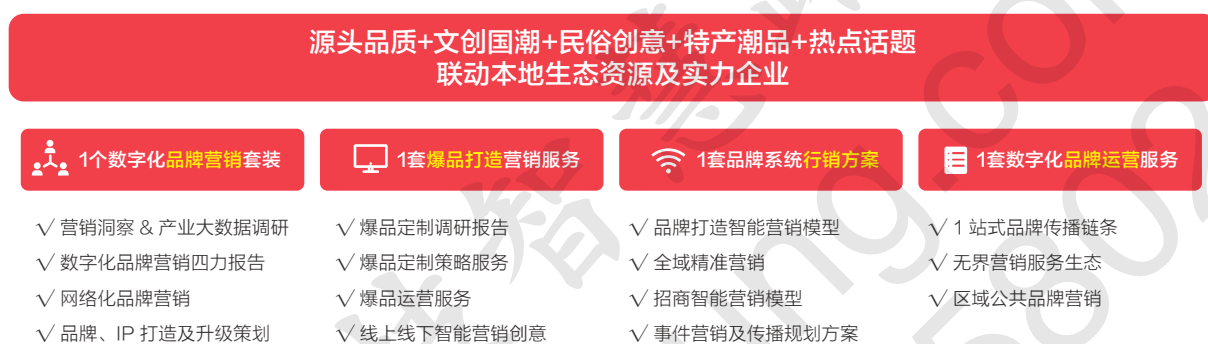 源头品质+文创国潮+民俗创意+特产潮品+热点话题
联动本地生态资源及实力企业
1个数字化品牌营销套装
√ 营销洞察 & 产业大数据调研
√ 数字化品牌营销四力报告
√ 网络化品牌营销
√ 品牌、IP 打造及升级策划
1套爆品打造营销服务
√ 爆品定制调研报告
√ 爆品定制策略服务
√ 爆品运营服务
√ 线上线下智能营销创意
1套品牌系统行销方案
√ 品牌打造智能营销模型
√ 全域精准营销
√ 招商智能营销模型
√ 事件营销及传播规划方案
1套数字化品牌运营服务
√ 1 站式品牌传播链条
√ 无界营销服务生态
√ 区域公共品牌营销